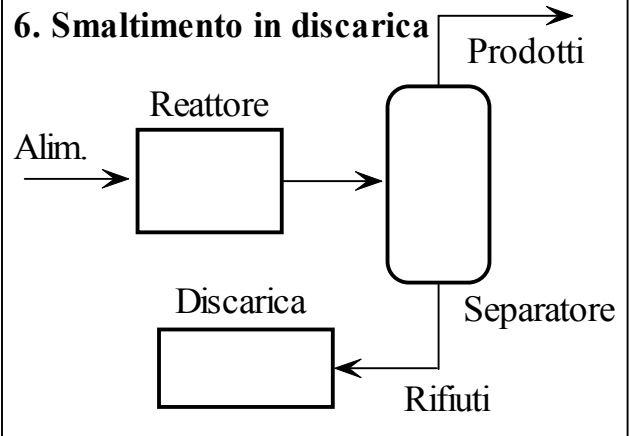 6. Smaltimento in discarica
Prodotti
Reattore
Alim.
Discarica
Separatore
Rifiuti